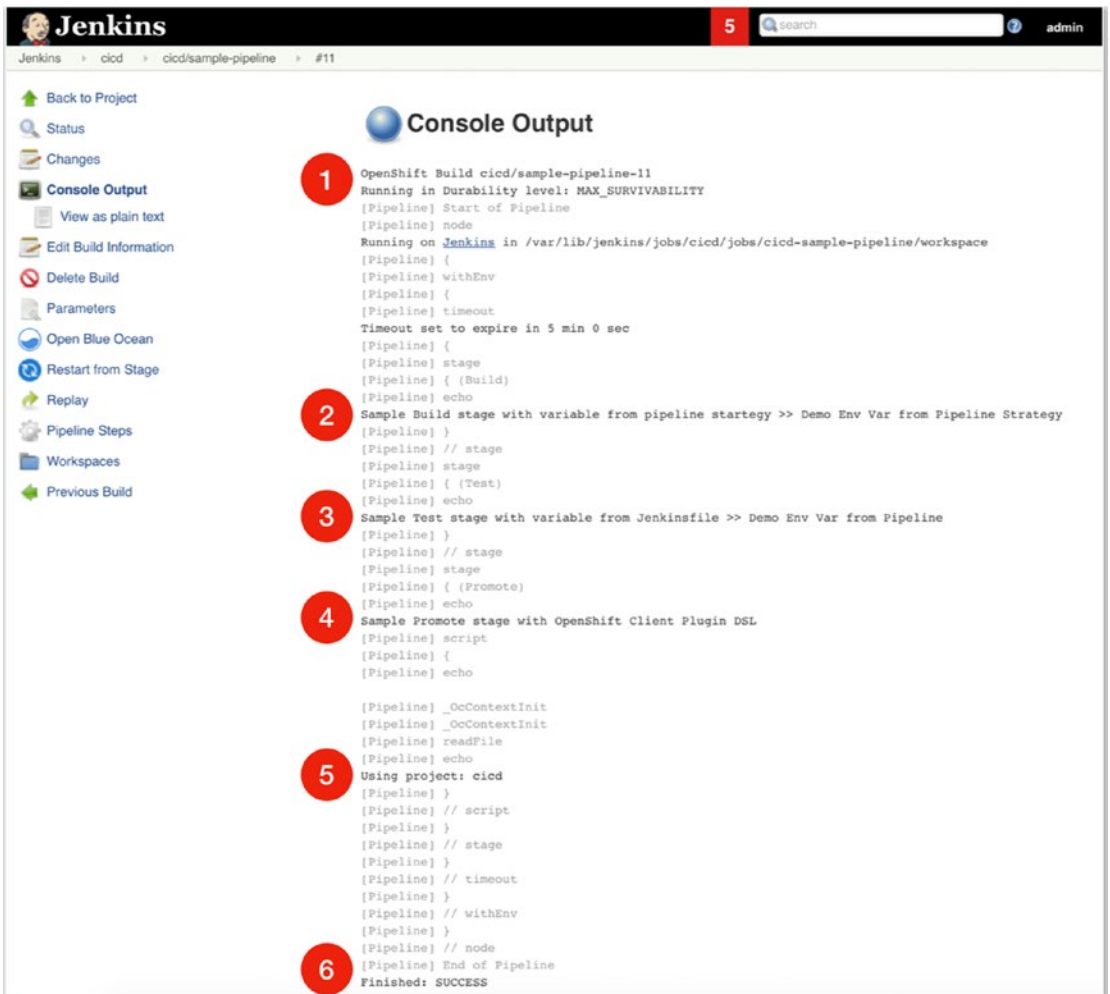 Jenkins
5
search
admin
Jenkins cicd cicd/sample-pipeline #11
Back to Project
Status
Changes
Console Output
View as plain text
Edit Build Information
Delete Build
Parameters
Open Blue Ocean
Restart from Stage
Replay
Pipeline Steps
Workspaces
Previous Build
Console Output
1
OpenShift Build cicd/sample-pipeline-11
Running in Durability level: MAX_SURVIVABILITY
[Pipeline] Start of Pipeline
[Pipeline] node
Running on Jenkins in /var/lib/jenkins/jobs/cicd/jobs/cicd-sample-pipeline/workspace
[Pipeline] {
[Pipeline] withEnv
[Pipeline] {
[Pipeline] timeout
Timeout set to expire in 5 min 0 sec
[Pipeline] {
[Pipeline] stage
[Pipeline] { (Build)
[Pipeline] echo
2
Sample Build stage with variable from pipeline startegy >> Demo Env Var from Pipeline Strategy
[Pipeline] }
[Pipeline] // stage
[Pipeline] stage
[Pipeline] { (Test)
[Pipeline] echo
3
Sample Test stage with variable from Jenkinsfile >> Demo Env Var from Pipeline
[Pipeline] }
[Pipeline] // stage
[Pipeline] stage
[Pipeline] { (Promote)
[Pipeline] echo
4
Sample Promote stage with OpenShift Client Plugin DSL
[Pipeline] script
[Pipeline] {
[Pipeline] echo
[Pipeline] _OcContextInit
[Pipeline] _OcContextInit
[Pipeline] readFile
[Pipeline] echo
5
Using project: cicd
[Pipeline] }
[Pipeline] // script
[Pipeline] }
[Pipeline] // stage
[Pipeline] }
[Pipeline] // timeout
[Pipeline] }
[Pipeline] // withEnv
[Pipeline] }
[Pipeline] // node
[Pipeline] End of Pipeline
6
Finished: SUCCESS